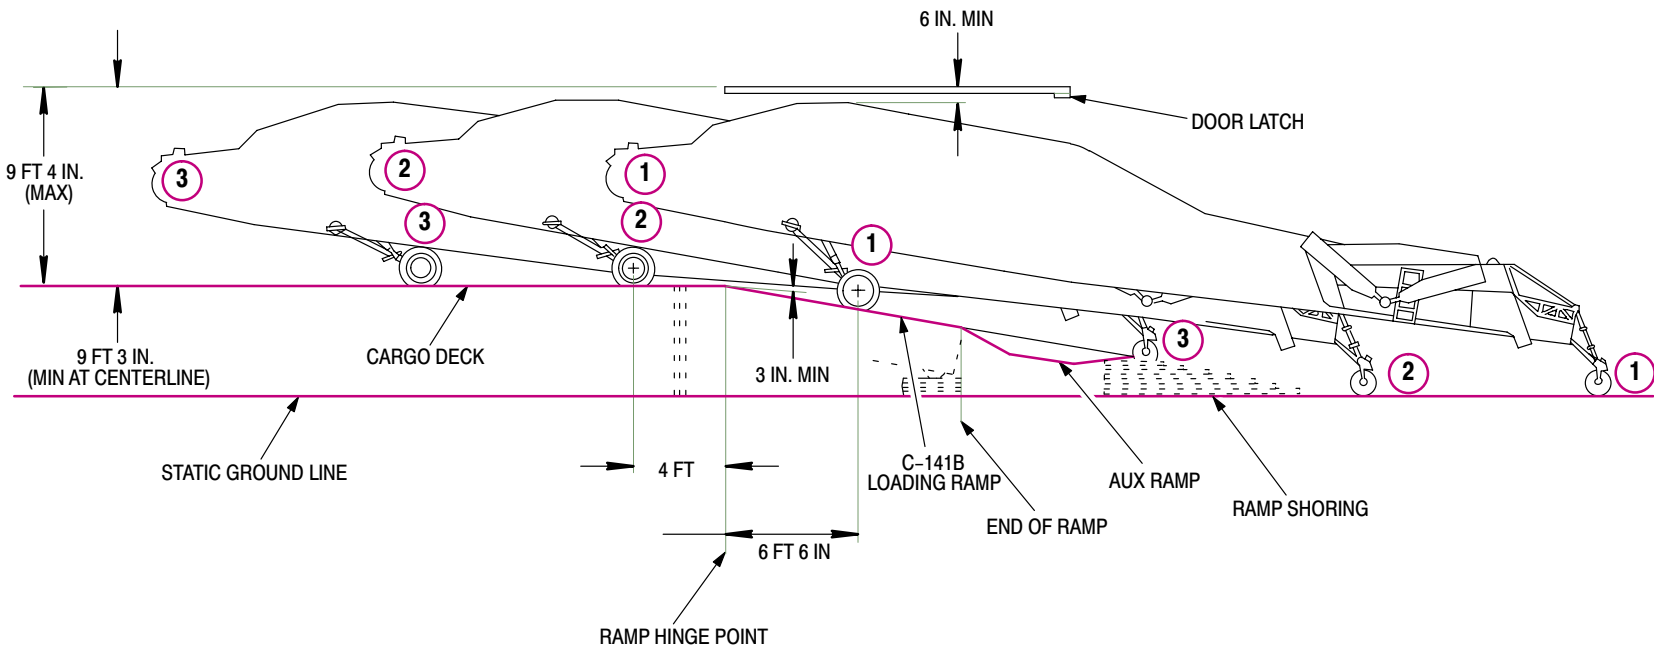 6 IN. MIN
DOOR LATCH
9 FT 4 IN.
(MAX)
3
2
1
3
2
1
9 FT 3 IN.
(MIN AT CENTERLINE)
CARGO DECK
3 IN. MIN
3
2
1
STATIC GROUND LINE
4 FT
C-141B
LOADING RAMP
AUX RAMP
RAMP SHORING
END OF RAMP
6 FT 6 IN
RAMP HINGE POINT